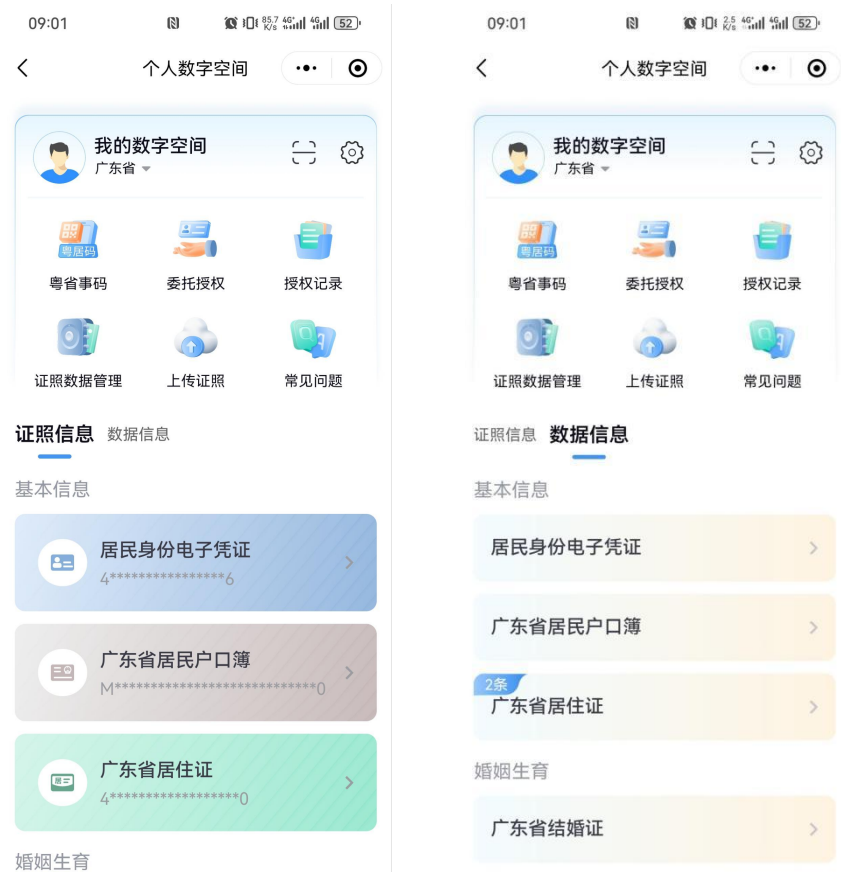 09:01
85.7
K/s
4G+
4G
52
个人数字空间
我的数字空间
广东省
粤居码
粤省事码
委托授权
授权记录
证照数据管理
上传证照
常见问题
证照信息 数据信息
基本信息
居民身份电子凭证
4****************6
广东省居民户口簿
M****************************0
居
广东省居住证
4******************0
婚姻生育
09:01
2.5
K/s
4G+
4G
52
个人数字空间
我的数字空间
广东省
粤居码
粤省事码
委托授权
授权记录
证照数据管理
上传证照
常见问题
证照信息 数据信息
基本信息
居民身份电子凭证
广东省居民户口簿
2条
广东省居住证
婚姻生育
广东省结婚证